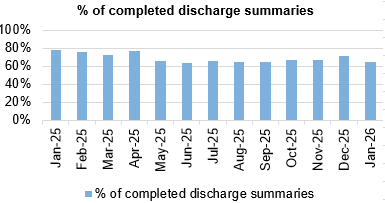 % of completed discharge summaries
100%
80%
60%
40%
20%
0%
Jan-25
Feb-25
Mar-25
Apr-25
May-25
Jun-25
Jul-25
Aug-25
Sep-25
Oct-25
Nov-25
Dec-25
Jan-26
% of completed discharge summaries